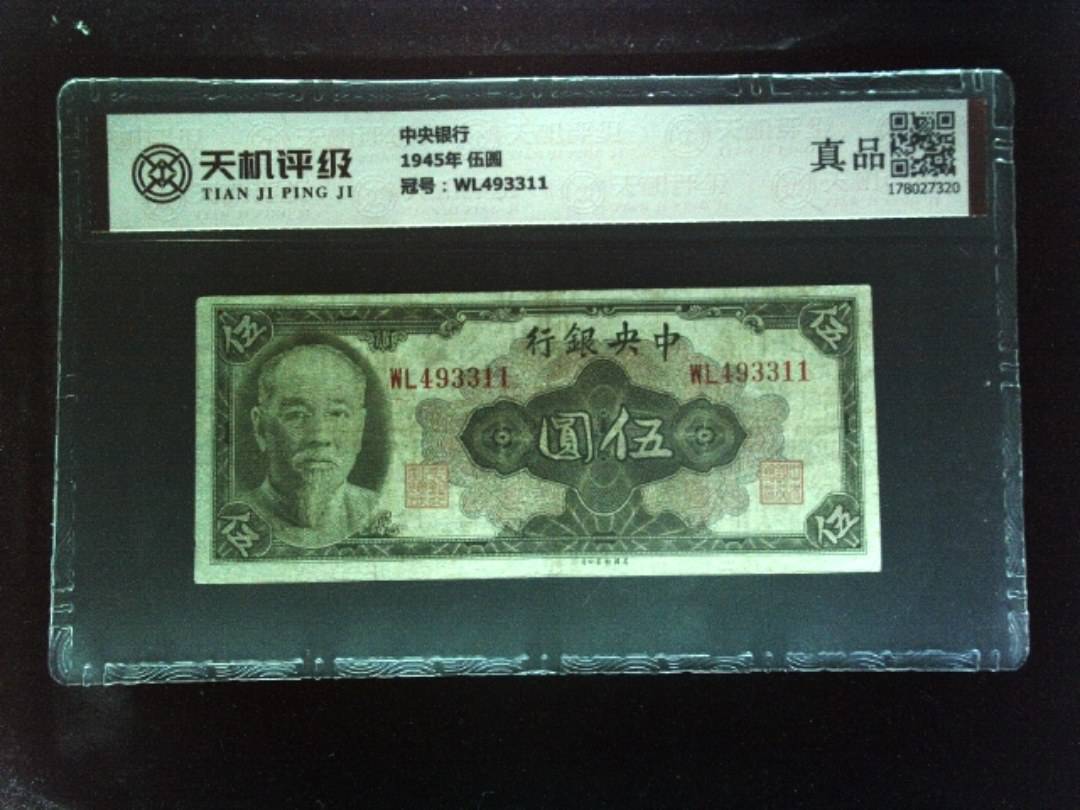 天机评级
TIAN JI PING JI
中央银行
1945年 伍圆
冠号：WL493311
真品
178027320
伍
伍
行銀央中
WL493311
WL493311
圓伍
伍
伍